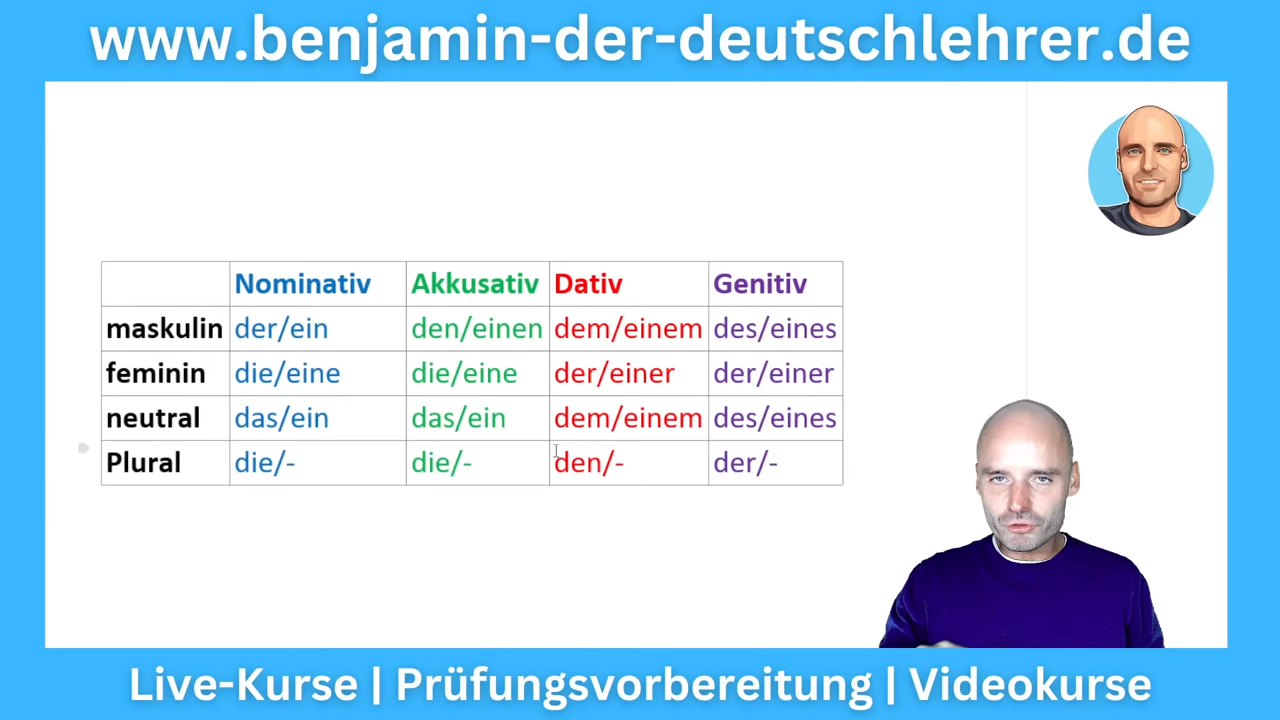 www.benjamin-der-deutschlehrer.de
Nominativ Akkusativ Dativ Genitiv
maskulin der/ein den/einen dem/einem des/eines
feminin die/eine die/eine der/einer der/einer
neutral das/ein das/ein dem/einem des/eines
Plural die/- die/- den/- der/-
Live-Kurse | Prüfungsvorbereitung | Videokurse